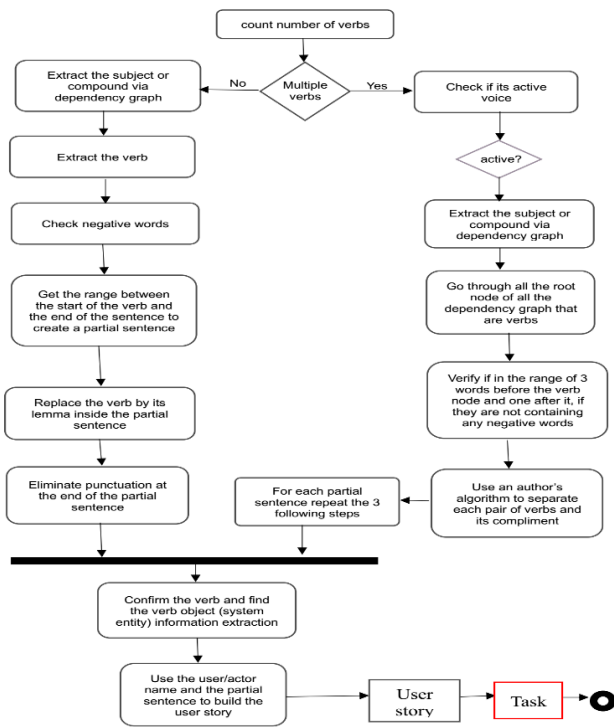 count number of verbs
Multiple
verbs
No
Yes
Extract the subject or
compound via
dependency graph
Extract the verb
Check negative words
Get the range between
the start of the verb and
the end of the sentence to
create a partial sentence
Replace the verb by its
lemma inside the partial
sentence
Eliminate punctuation at
the end of the partial
sentence
Check if its active
voice
active?
Extract the subject or
compound via
dependency graph
Go through all the root
node of all the
dependency graph that
are verbs
Verify if in the range of 3
words before the verb
node and one after it, if
they are not containing
any negative words
Use an author's
algorithm to separate
each pair of verbs and
its compliment
For each partial
sentence repeat the 3
following steps
Confirm the verb and find
the verb object (system
entity) information extraction
Use the user/actor
name and the partial
sentence to build the
user story
User
story
Task